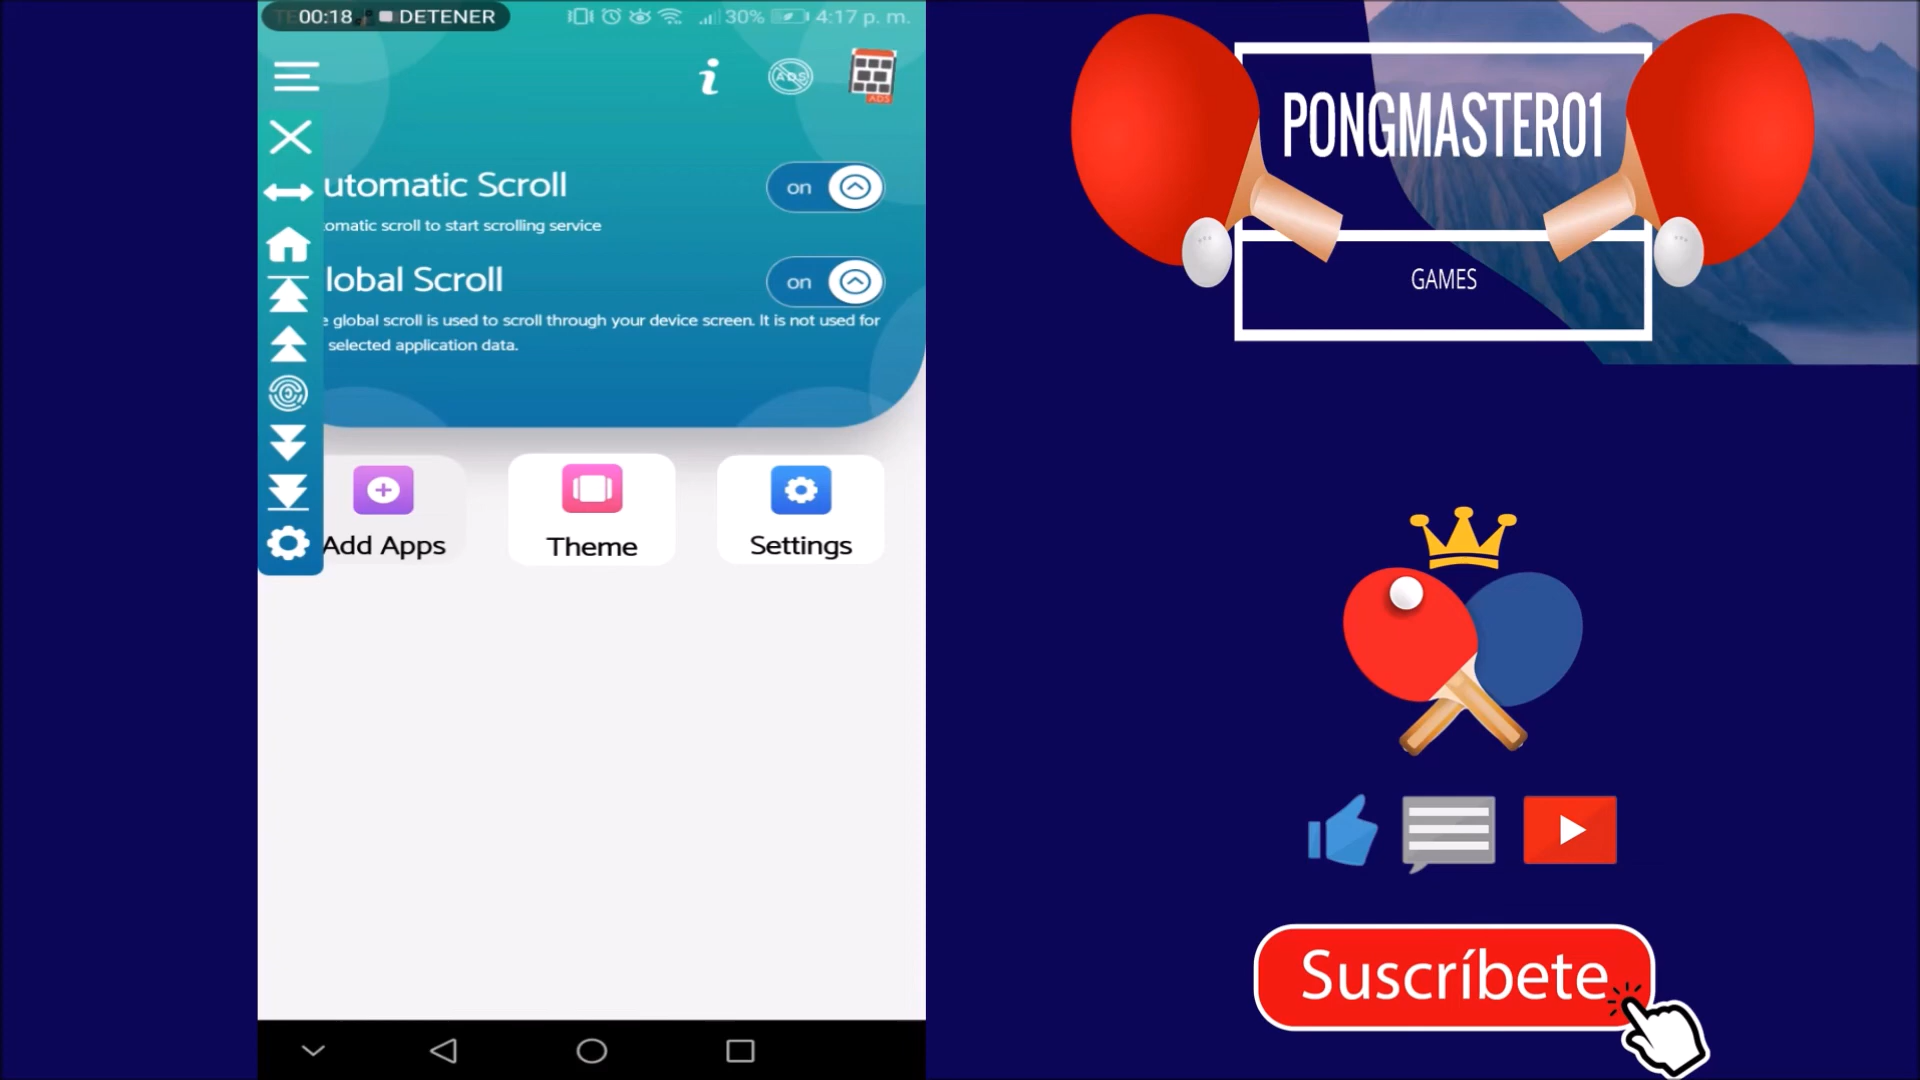 00:18 DETENER 30% 4:17 p. m.
ADS
ADS
utomatic Scroll
on
omatic scroll to start scrolling service
lobal Scroll
on
e global scroll is used to scroll through your device screen. It is not used for
selected application data.
Add Apps
Theme
Settings
PONGMASTER01
GAMES
Suscríbete